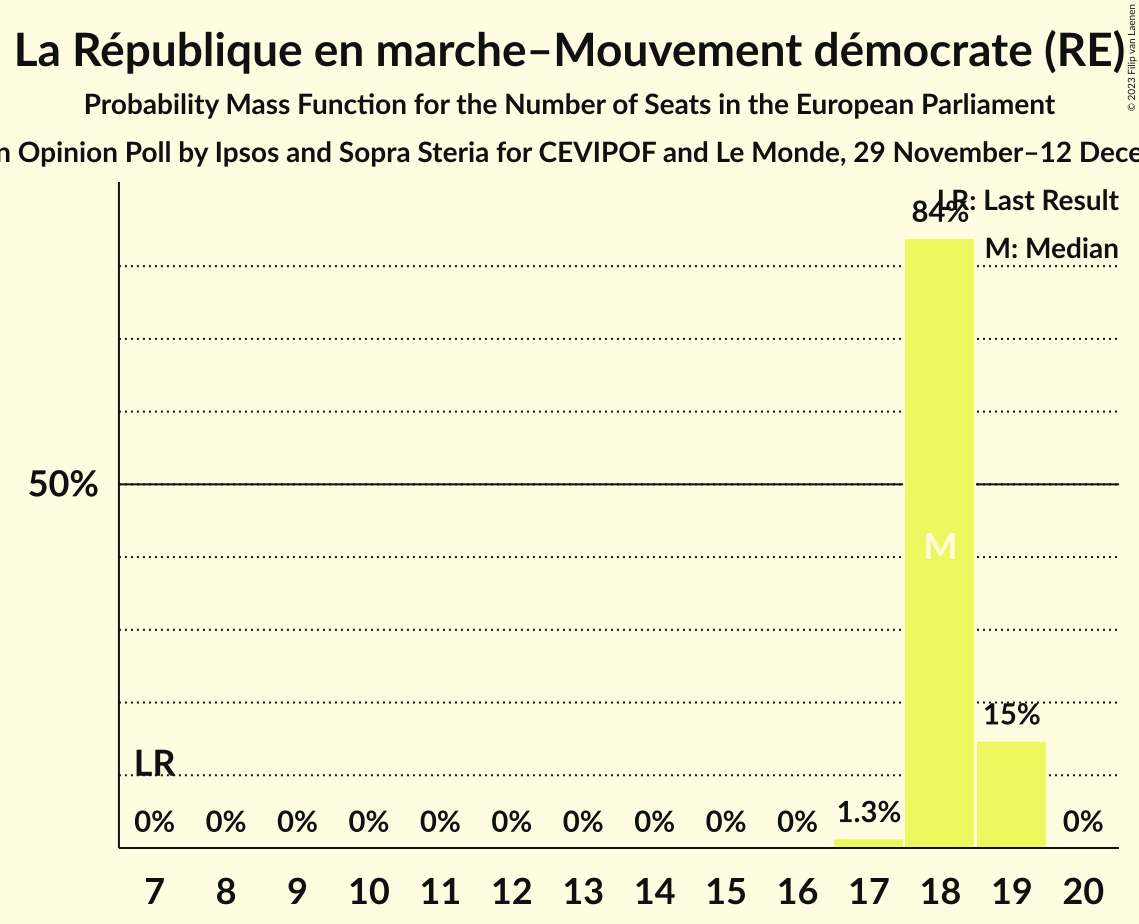 La République en marche–Mouvement démocrate (RE)
© 2023 Filip van Laenen
Probability Mass Function for the Number of Seats in the European Parliament
n Opinion Poll by Ipsos and Sopra Steria for CEVIPOF and Le Monde, 29 November–12 Dece
LR: Last Result
84%
M: Median
50%
M
15%
LR
1.3%
0% 0% 0% 0% 0% 0% 0% 0% 0% 0% 0%
7 8 9 10 11 12 13 14 15 16 17 18 19 20